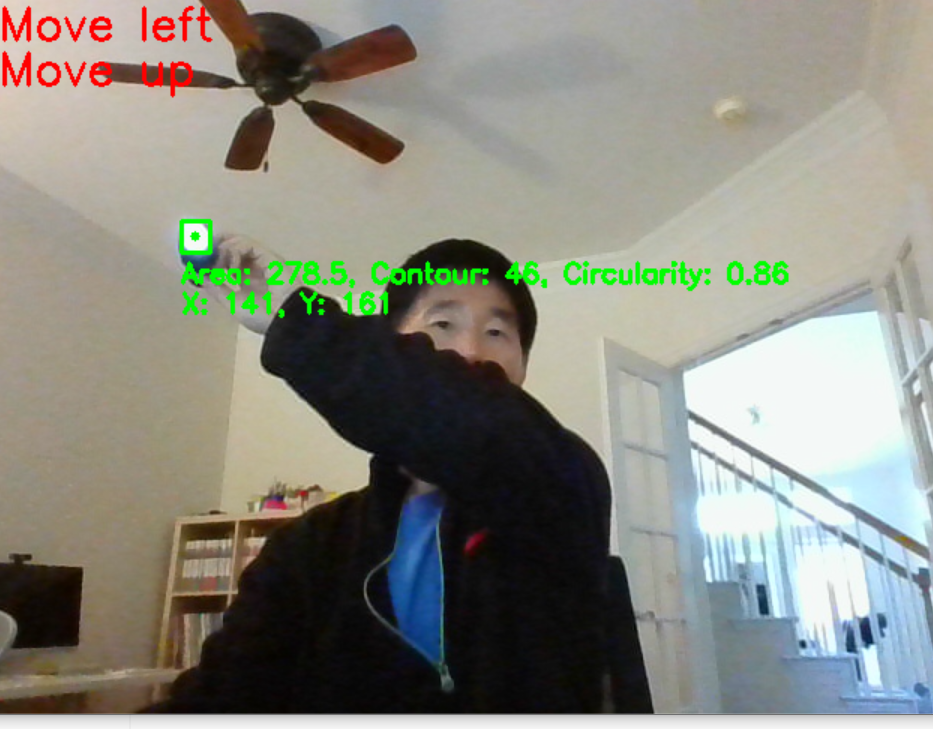 Move left
Move up
Area: 278.5, Contour: 46, Circularity: 0.86
X: 141, Y: 161